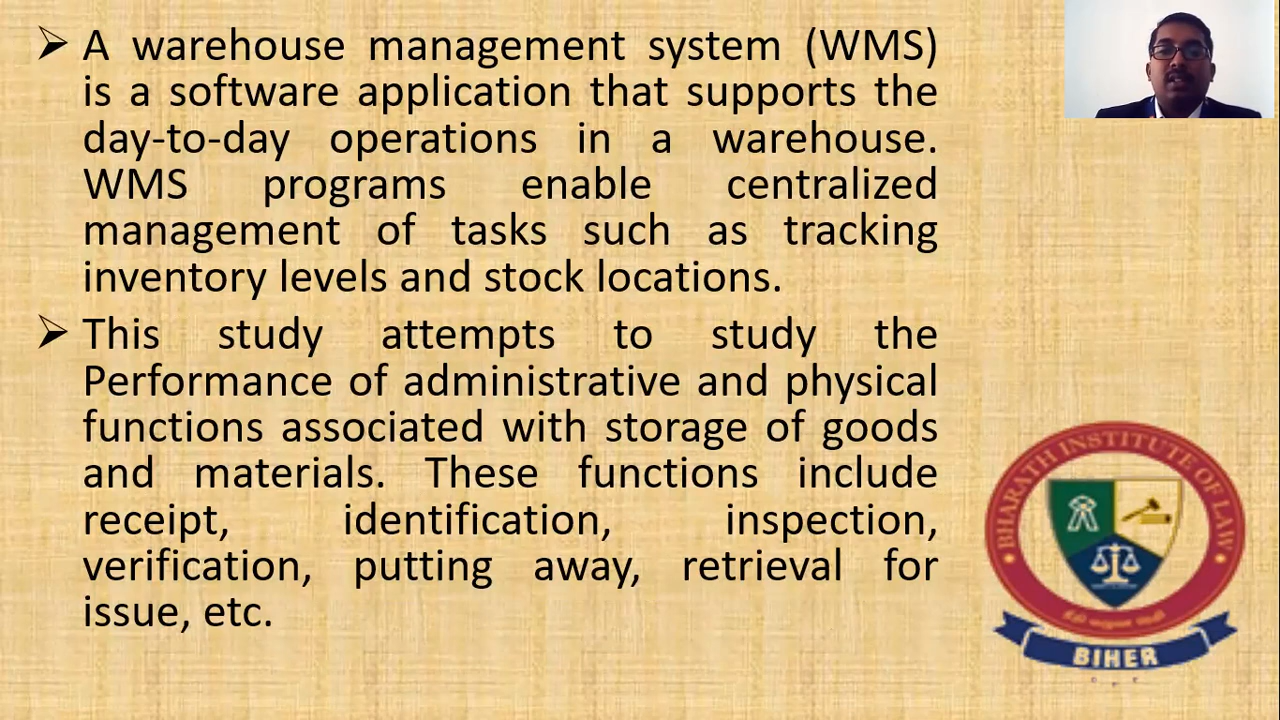 A warehouse management system (WMS)
is a software application that supports the
day-to-day operations in a warehouse.
WMS programs enable centralized
management of tasks such as tracking
inventory levels and stock locations.
This study attempts to study the
Performance of administrative and physical
functions associated with storage of goods
and materials. These functions include
receipt, identification, inspection,
verification, putting away, retrieval for
issue, etc.
BHARATH INSTITUTE OF LAW
BIHER